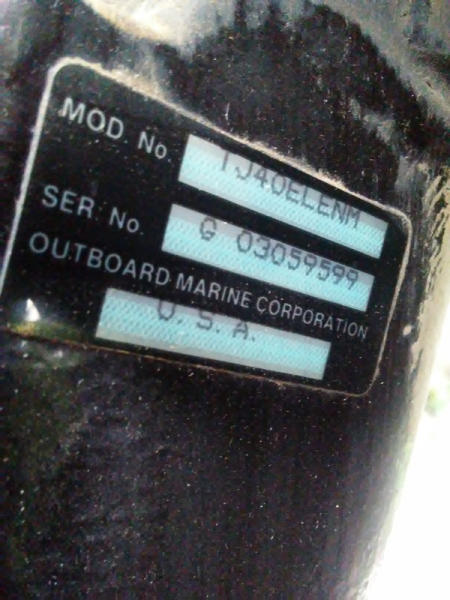 MOD. No. TJ40ELENM
SER. No. G 03059599
OUTBOARD MARINE CORPORATION
U. S. A.